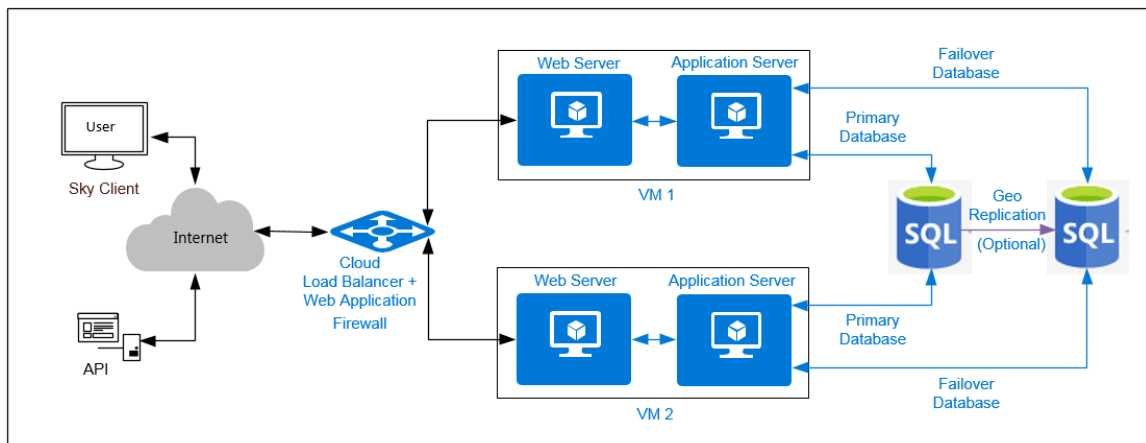 User
Sky Client
Internet
API
Cloud
Load Balancer +
Web Application
Firewall
Web Server
Application Server
VM 1
Web Server
Application Server
VM 2
Failover
Database
Primary
Database
SQL
Geo
Replication
(Optional)
SQL
Primary
Database
Failover
Database